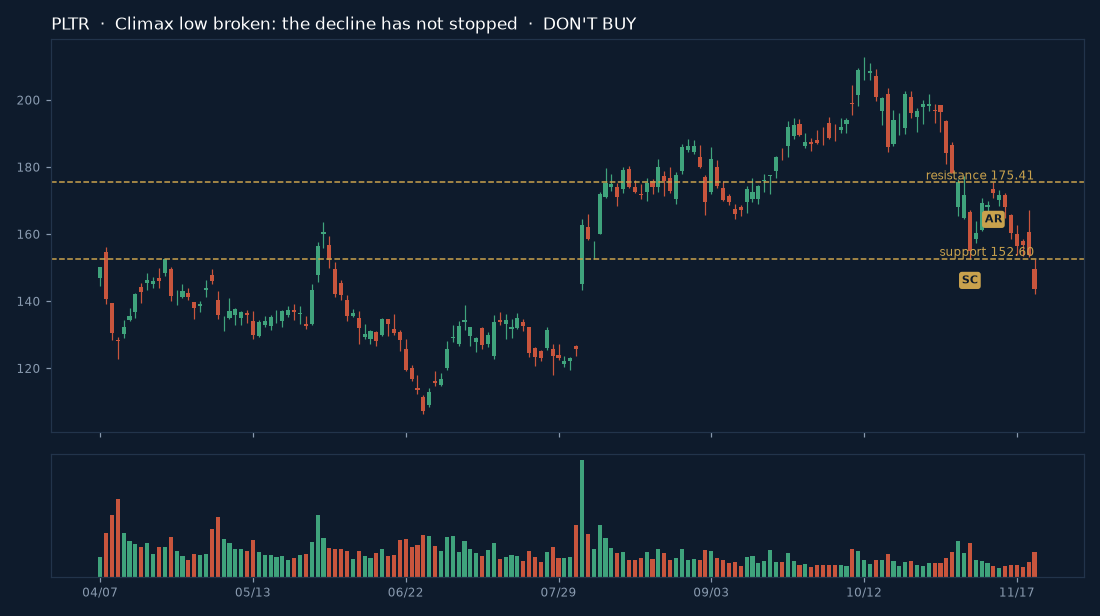 PLTR · Climax low broken: the decline has not stopped · DON'T BUY
200
180
resistance 175.41
AR
160
support 152.60
SC
140
120
04/07 05/13 06/22 07/29 09/03 10/12 11/17